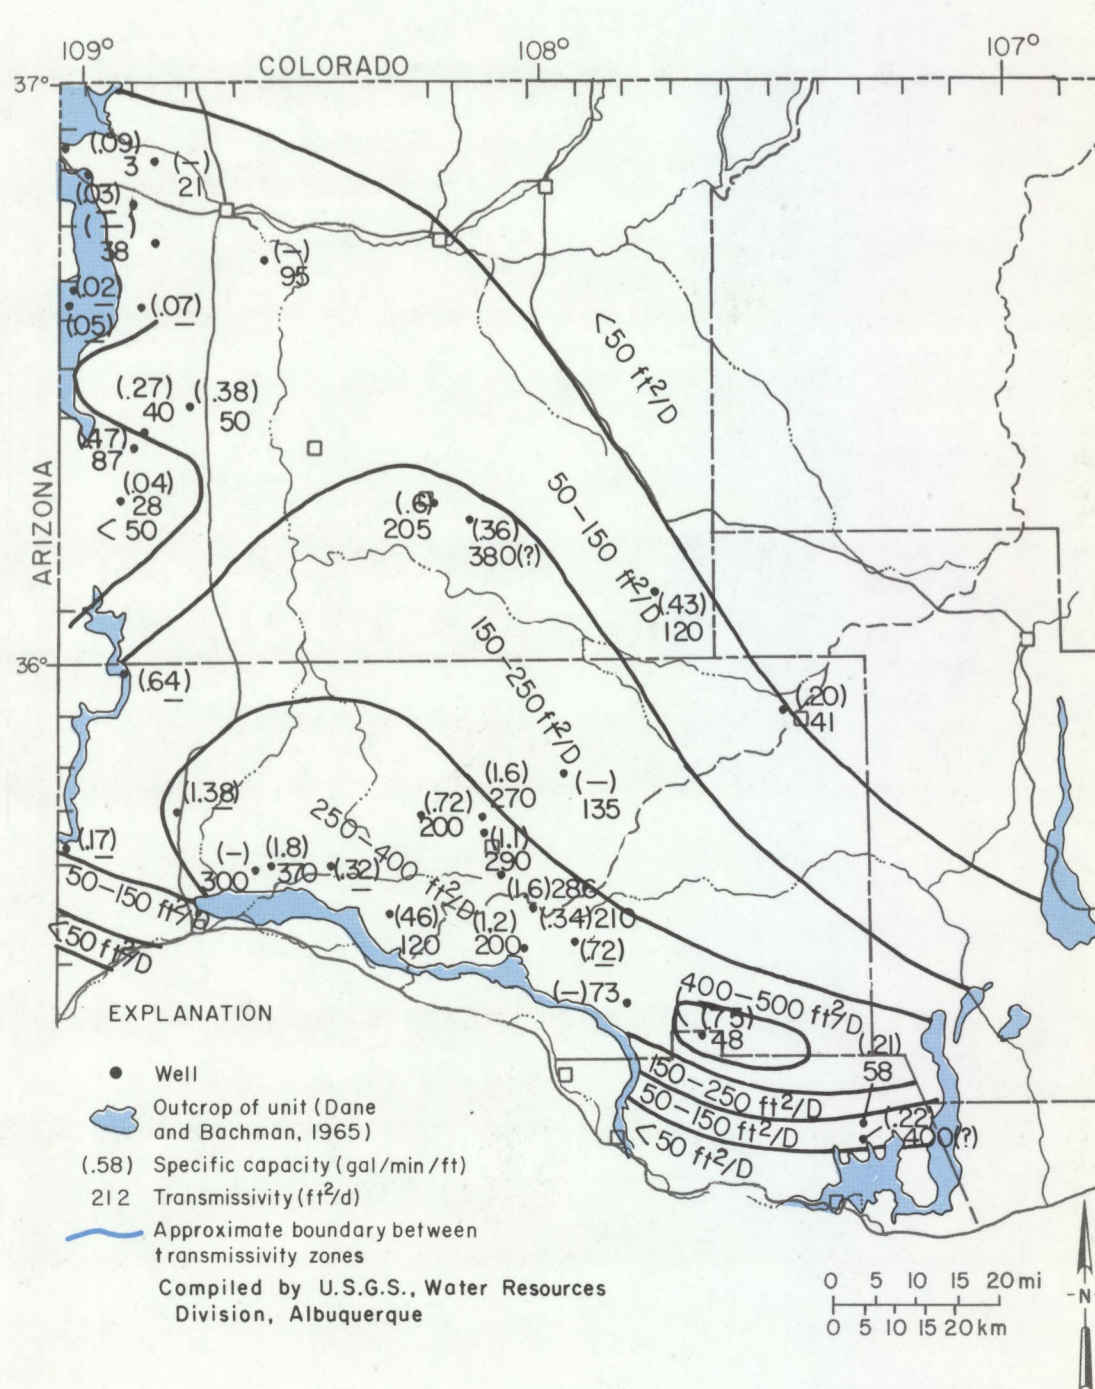 109°
108°
107°
COLORADO
37°
(.09)
3
(—)
21
(.03)
—
(—)
38
(—)
95
(.02)
—
(.07)
—
(.05)
—
<50 ft²/D
(.27)
40
(.38)
50
(.47)
87
(.04)
28
<50
ARIZONA
(.6)
205
(.36)
380(?)
50–150 ft²/D
(.43)
120
150–250 ft²/D
36°
(.64)
—
(.20)
41
(1.38)
—
(1.6)
270
(—)
135
(.72)
200
250–400 ft²/D
(1.1)
290
(.17)
—
(—)
300
(1.8)
370
(.32)
—
50–150 ft²/D
(1.6)286
(.46)
120
(1.2)
200
(.34)210
(.72)
—
<50 ft²/D
(—)73
400–500 ft²/D
(.75)
48
(.21)
58
150–250 ft²/D
50–150 ft²/D
(.22)
400(?)
<50 ft²/D
EXPLANATION
Well
Outcrop of unit (Dane
and Bachman, 1965)
(.58) Specific capacity (gal/min/ft)
212 Transmissivity (ft²/d)
Approximate boundary between
transmissivity zones
Compiled by U.S.G.S., Water Resources
Division, Albuquerque
0 5 10 15 20 mi
0 5 10 15 20 km
-N-